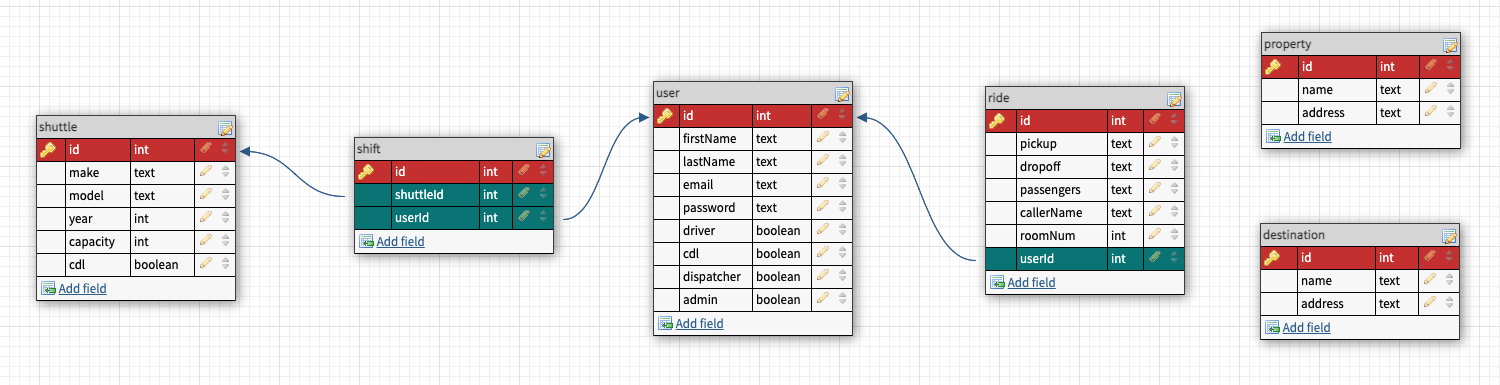 shuttle
id int
make text
model text
year int
capacity int
cdl boolean
Add field
shift
id int
shuttleId int
userId int
Add field
user
id int
firstName text
lastName text
email text
password text
driver boolean
cdl boolean
dispatcher boolean
admin boolean
Add field
ride
id int
pickup text
dropoff text
passengers text
callerName text
roomNum int
userId int
Add field
property
id int
name text
address text
Add field
destination
id int
name text
address text
Add field